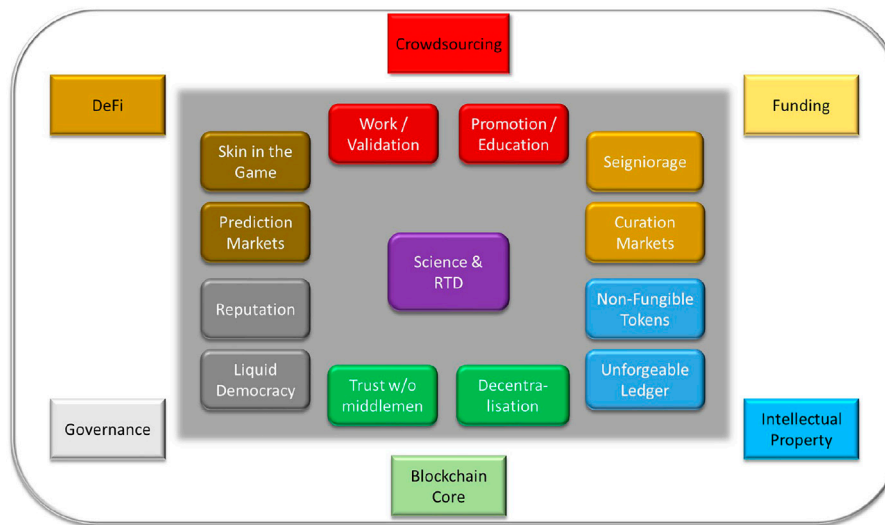 Crowdsourcing
DeFi
Funding
Work /
Validation
Promotion /
Education
Skin in the
Game
Seigniorage
Prediction
Markets
Curation
Markets
Science &
RTD
Reputation
Non-Fungible
Tokens
Liquid
Democracy
Trust w/o
middlemen
Decentra-
lisation
Unforgeable
Ledger
Governance
Intellectual
Property
Blockchain
Core